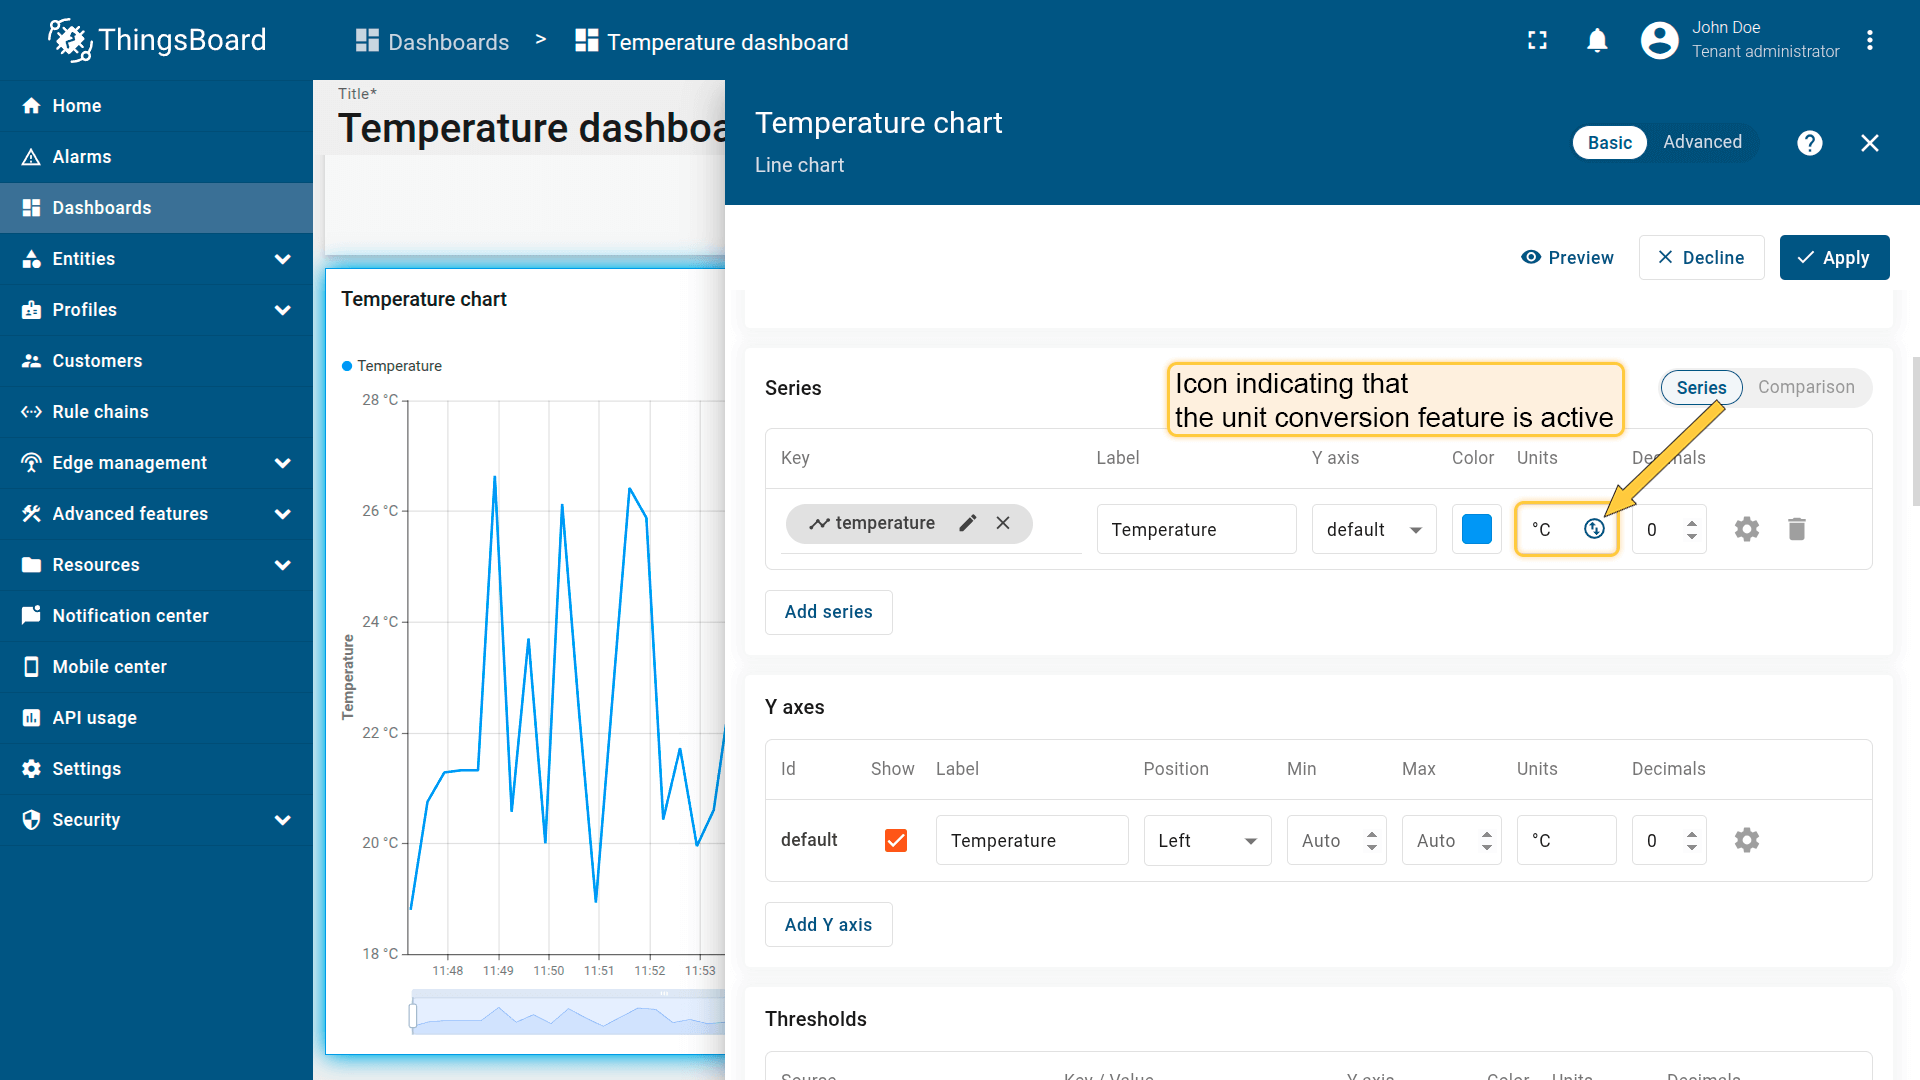 ThingsBoard
Dashboards > Temperature dashboard
John Doe
Tenant administrator
Home
Alarms
Dashboards
Entities
Profiles
Customers
Rule chains
Edge management
Advanced features
Resources
Notification center
Mobile center
API usage
Settings
Security
Title*
Temperature dashboa
Temperature chart
Temperature
28 °C
26 °C
24 °C
22 °C
20 °C
18 °C
Temperature
11:48 11:49 11:50 11:51 11:52 11:53
Temperature chart
Line chart
Basic Advanced
Preview Decline Apply
Series
Icon indicating that
the unit conversion feature is active
Series Comparison
Key Label Y axis Color Units Decimals
temperature Temperature default °C 0
Add series
Y axes
Id Show Label Position Min Max Units Decimals
default Temperature Left Auto Auto °C 0
Add Y axis
Thresholds
Source Key / Value Y axis Color Units Decimals